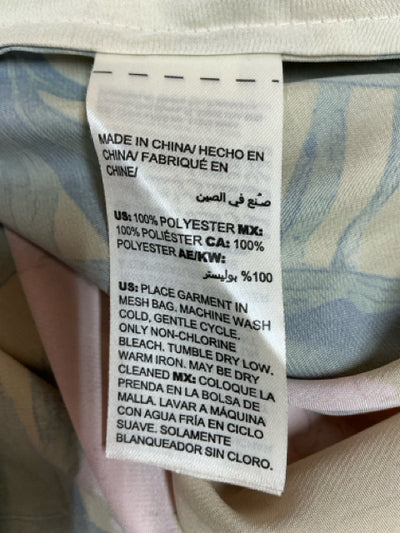 MADE IN CHINA/ HECHO EN
CHINA/ FABRIQUÉ EN
CHINE/
صنع في الصين
US: 100% POLYESTER MX:
100% POLIÉSTER CA: 100%
POLYESTER AE/KW:
100% بوليستر
US: PLACE GARMENT IN
MESH BAG. MACHINE WASH
COLD, GENTLE CYCLE.
ONLY NON-CHLORINE
BLEACH. TUMBLE DRY LOW.
WARM IRON. MAY BE DRY
CLEANED MX: COLOQUE LA
PRENDA EN LA BOLSA DE
MALLA. LAVAR A MÁQUINA
CON AGUA FRÍA EN CICLO
SUAVE. SOLAMENTE
BLANQUEADOR SIN CLORO.